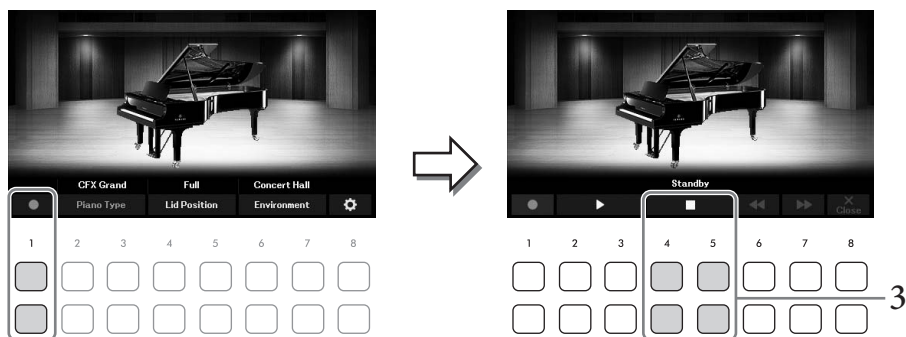 CFX Grand Full Concert Hall
Piano Type Lid Position Environment
1 2 3 4 5 6 7 8
Standby
Close
1 2 3 4 5 6 7 8
3